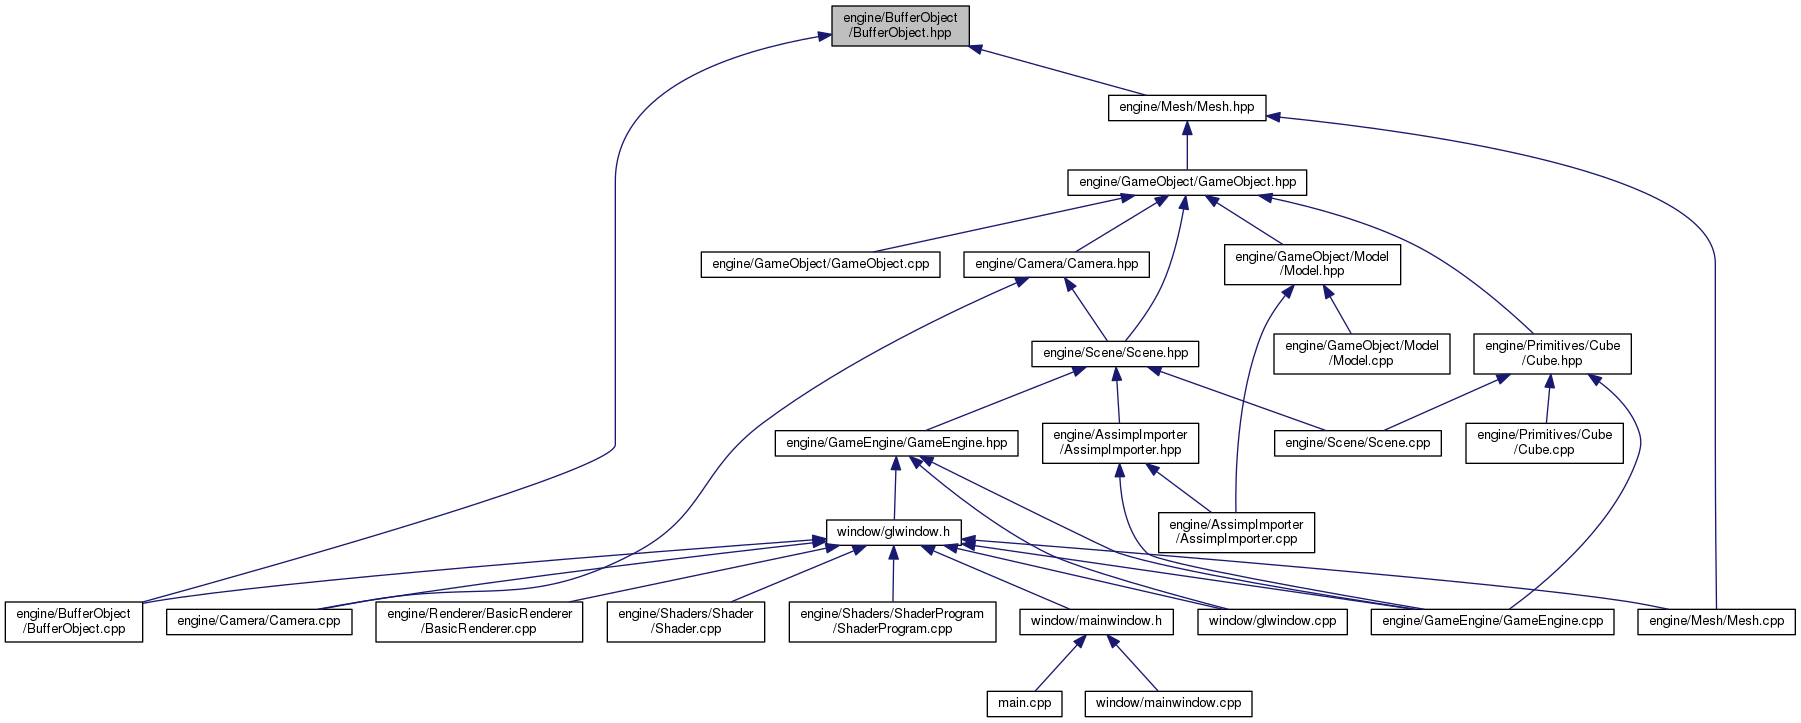 engine/BufferObject
/BufferObject.hpp
engine/Mesh/Mesh.hpp
engine/GameObject/GameObject.hpp
engine/GameObject/GameObject.cpp
engine/Camera/Camera.hpp
engine/GameObject/Model
/Model.hpp
engine/Scene/Scene.hpp
engine/GameObject/Model
/Model.cpp
engine/Primitives/Cube
/Cube.hpp
engine/GameEngine/GameEngine.hpp
engine/AssimpImporter
/AssimpImporter.hpp
engine/Scene/Scene.cpp
engine/Primitives/Cube
/Cube.cpp
window/glwindow.h
engine/AssimpImporter
/AssimpImporter.cpp
engine/BufferObject
/BufferObject.cpp
engine/Camera/Camera.cpp
engine/Renderer/BasicRenderer
/BasicRenderer.cpp
engine/Shaders/Shader
/Shader.cpp
engine/Shaders/ShaderProgram
/ShaderProgram.cpp
window/mainwindow.h
window/glwindow.cpp
engine/GameEngine/GameEngine.cpp
engine/Mesh/Mesh.cpp
main.cpp
window/mainwindow.cpp